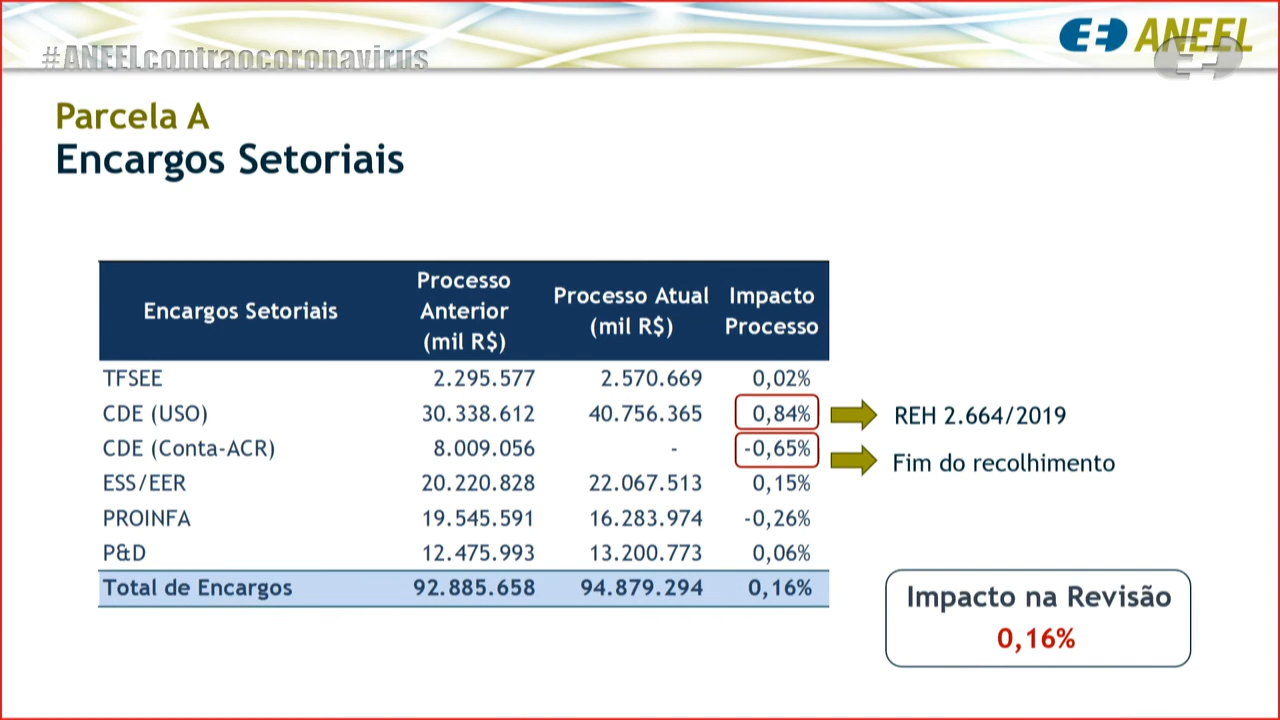 #ANEELcontraocoronavirus
ANEEL
Parcela A
Encargos Setoriais
Encargos Setoriais Processo Anterior (mil R$) Processo Atual (mil R$) Impacto Processo
TFSEE 2.295.577 2.570.669 0,02%
CDE (USO) 30.338.612 40.756.365 0,84% REH 2.664/2019
CDE (Conta-ACR) 8.009.056 - -0,65% Fim do recolhimento
ESS/EER 20.220.828 22.067.513 0,15%
PROINFA 19.545.591 16.283.974 -0,26%
P&D 12.475.993 13.200.773 0,06%
Total de Encargos 92.885.658 94.879.294 0,16%
Impacto na Revisão
0,16%